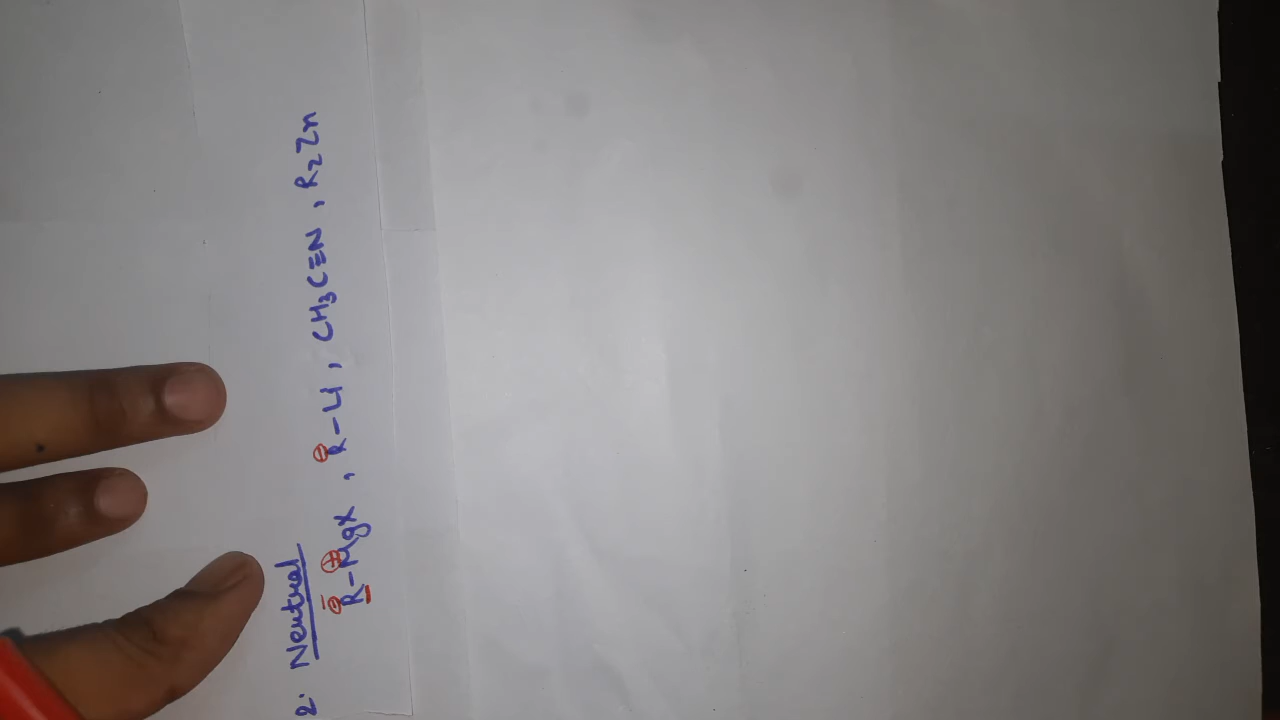 2. Neutral
⊖ ⊕ ⊖
R-MgX , R-Li , CH₃C≡N , R₂Zn